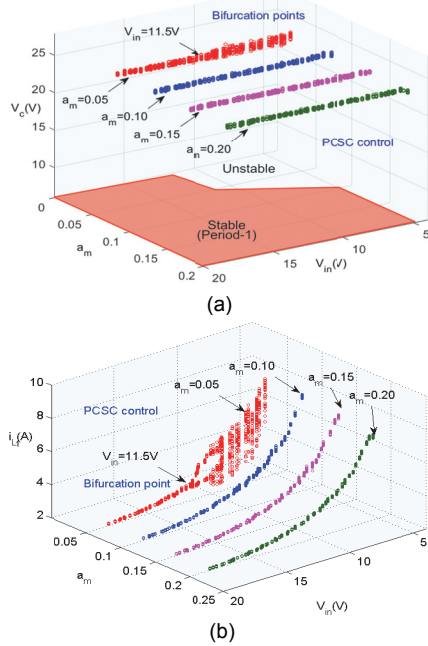 Bifurcation points
V_in=11.5V
25
20
15
10
V_c(V)
a_m=0.05
a_m=0.10
a_m=0.15
a_in=0.20
PCSC control
Unstable
Stable
(Period-1)
0
0.05
0.1
0.15
0.2
a_m
20
15
10
5
V_in(V)
(a)
10
8
6
4
2
i_L(A)
PCSC control
a_m=0.05
a_m=0.10
a_m=0.15
a_m=0.20
V_in=11.5V
Bifurcation point
0.05
0.1
0.15
0.2
0.25
a_m
20
15
10
5
V_in(V)
(b)